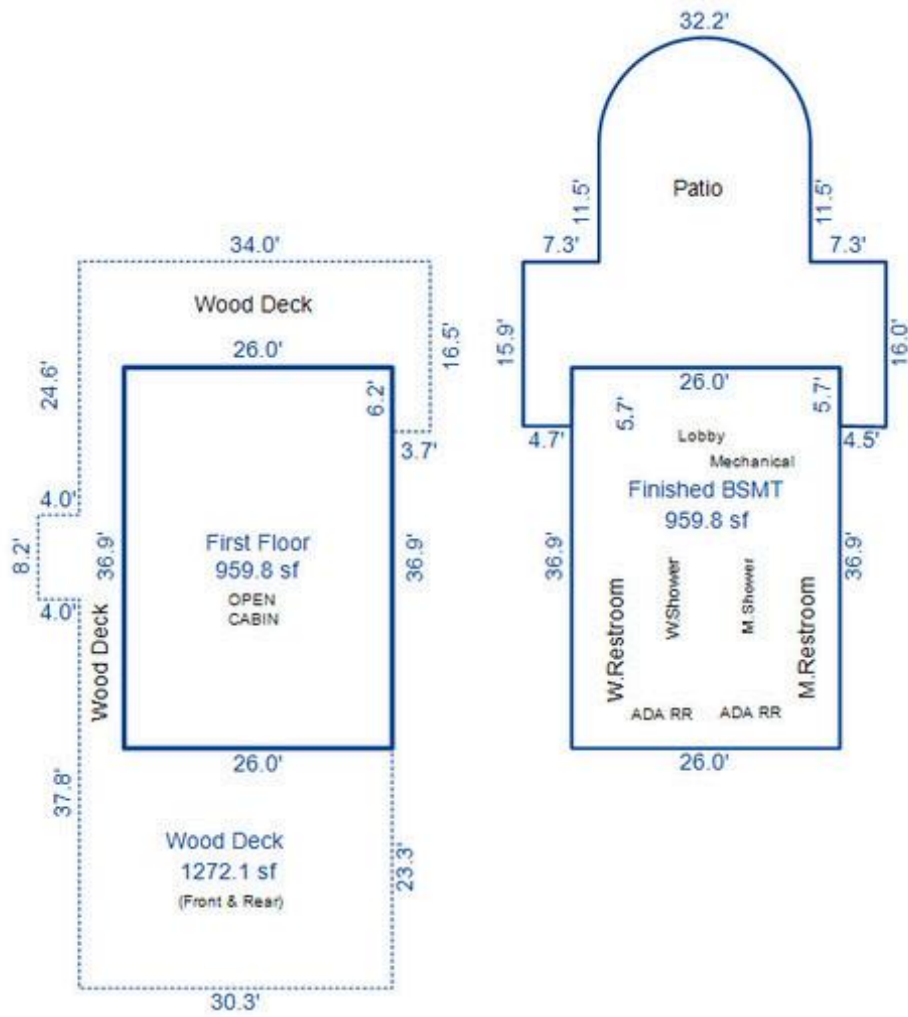 34.0'
Wood Deck
26.0'
16.5'
24.6'
6.2'
3.7'
4.0'
8.2'
4.0'
36.9'
First Floor
959.8 sf
OPEN
CABIN
36.9'
Wood Deck
26.0'
37.8'
Wood Deck
1272.1 sf
(Front & Rear)
23.3'
30.3'
32.2'
11.5'
Patio
11.5'
7.3'
7.3'
15.9'
16.0'
26.0'
5.7'
5.7'
4.7'
Lobby
4.5'
Mechanical
Finished BSMT
959.8 sf
36.9'
36.9'
W.Restroom
W.Shower
M.Shower
M.Restroom
ADA RR
ADA RR
26.0'